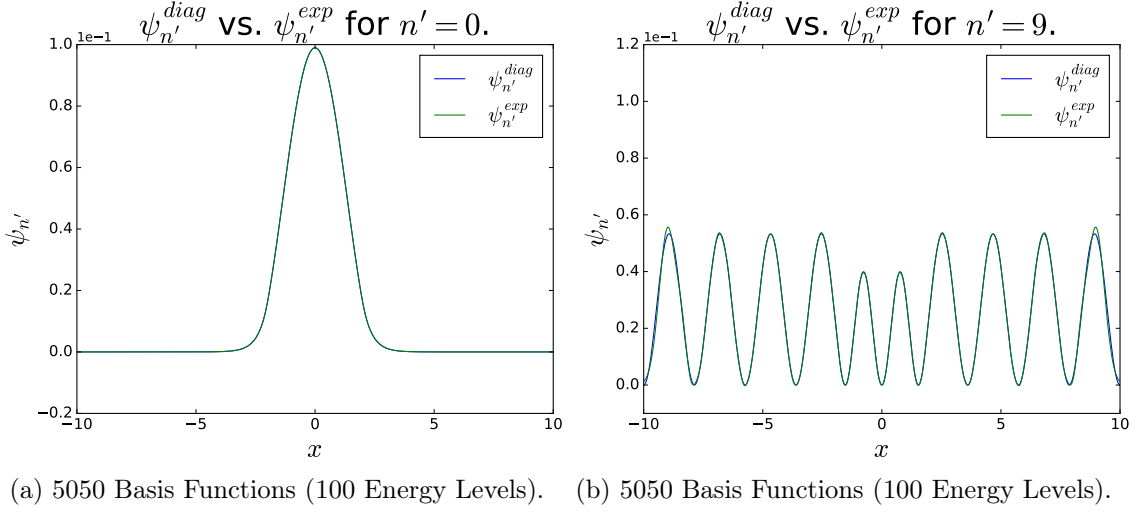 ψ_{n'}^{diag} vs. ψ_{n'}^{exp} for n' = 0.
1e−1
1.0
0.8
0.6
0.4
0.2
0.0
−0.2
ψ_{n'}
ψ_{n'}^{diag}
ψ_{n'}^{exp}
−10 −5 0 5 10
x
(a) 5050 Basis Functions (100 Energy Levels).
ψ_{n'}^{diag} vs. ψ_{n'}^{exp} for n' = 9.
1e−1
1.2
1.0
0.8
0.6
0.4
0.2
0.0
ψ_{n'}
ψ_{n'}^{diag}
ψ_{n'}^{exp}
−10 −5 0 5 10
x
(b) 5050 Basis Functions (100 Energy Levels).